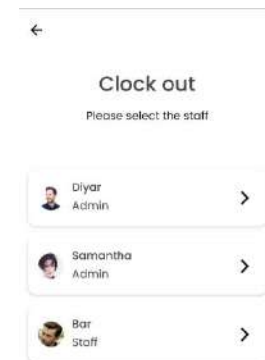 Clock out
Please select the staff
Diyar
Admin
Samantha
Admin
Bar
Staff